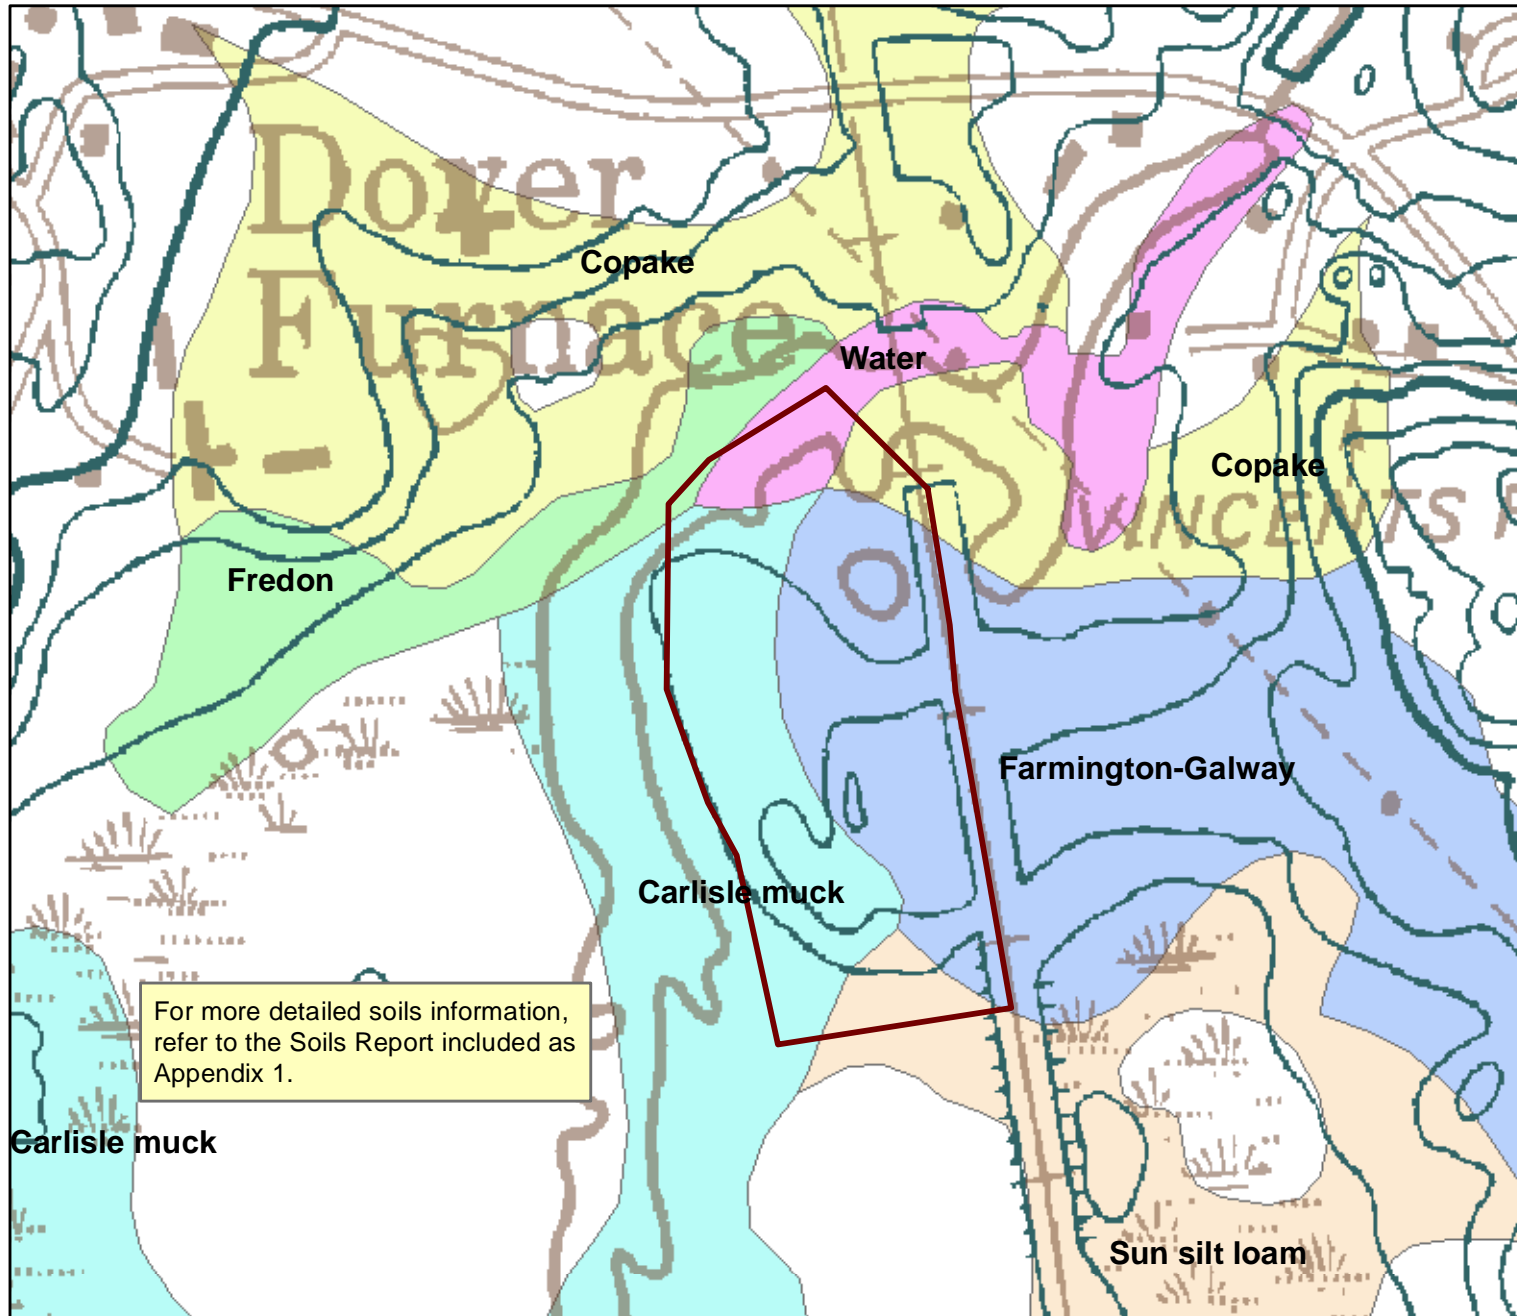 Dover
Furnace
Copake
Water
Copake
VINCENTS
Fredon
Farmington-Galway
Carlisle muck
For more detailed soils information,
refer to the Soils Report included as
Appendix 1.
Carlisle muck
Sun silt loam